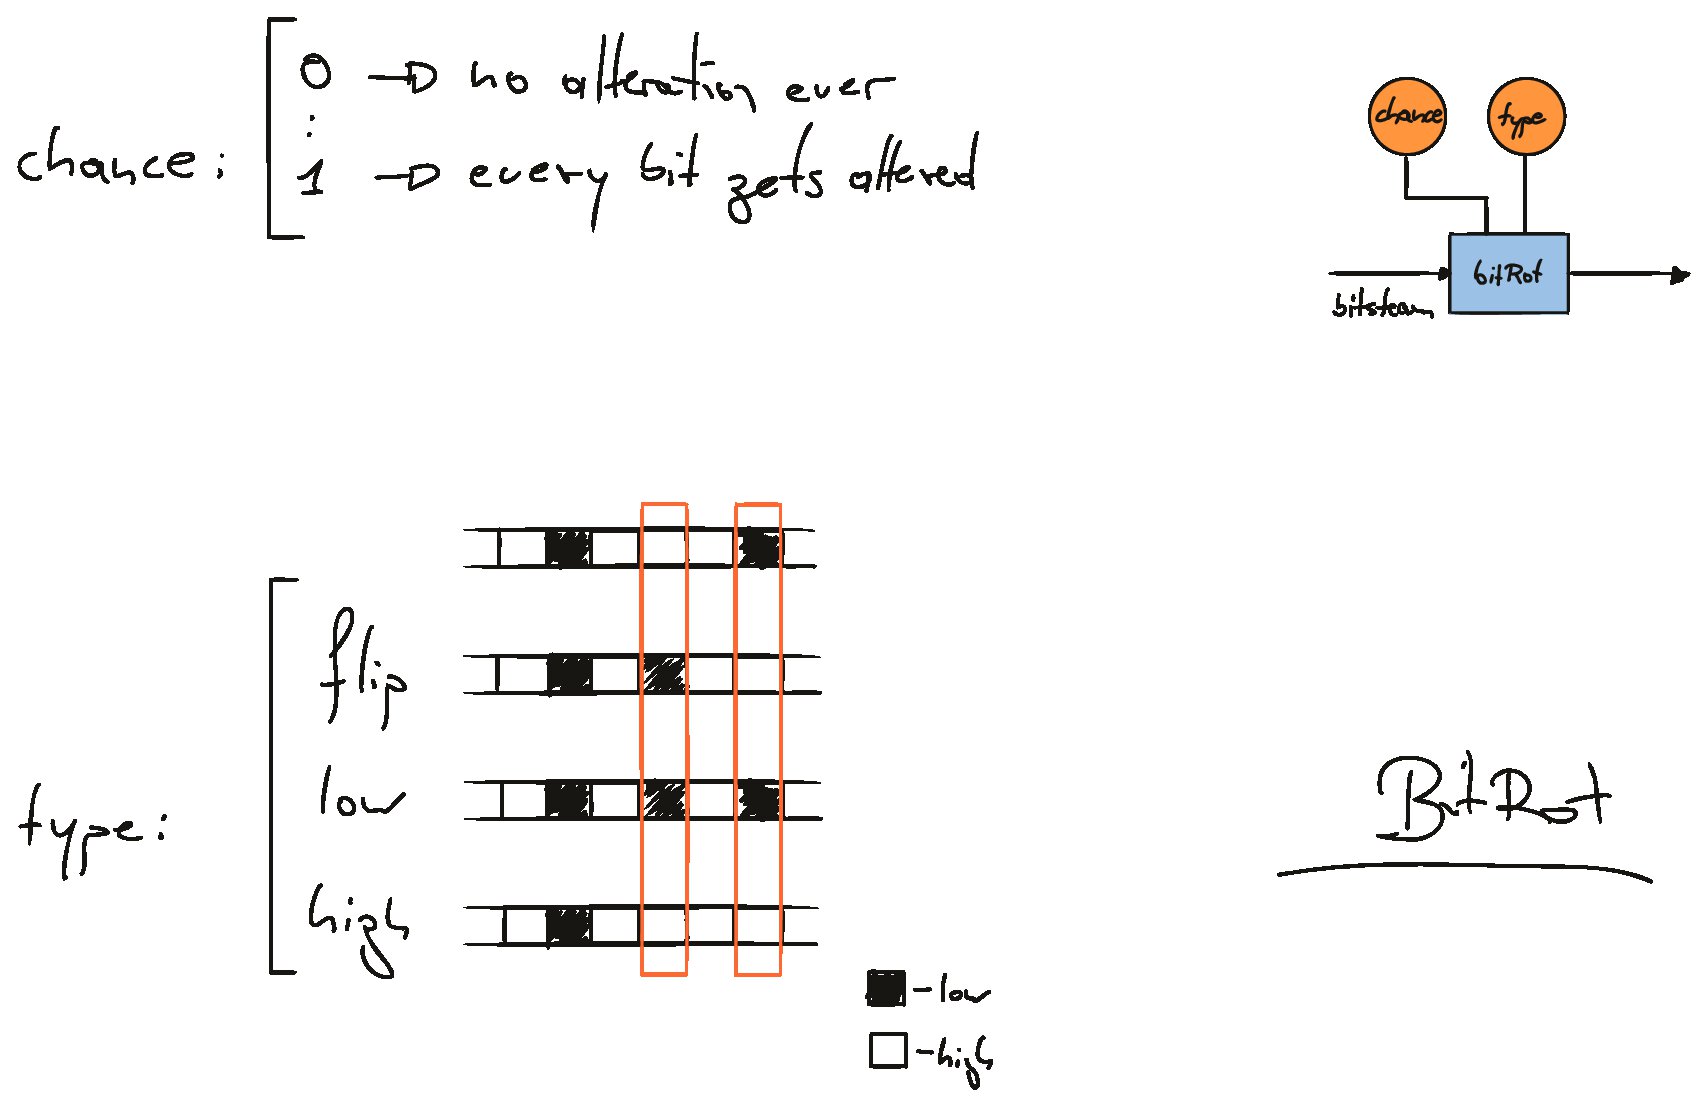 0 → no alteration ever
:
chance: 1 → every bit gets altered
chance type
bitRot
bitsteam
flip
low
type:
high
BitRot
■ - low
□ - high